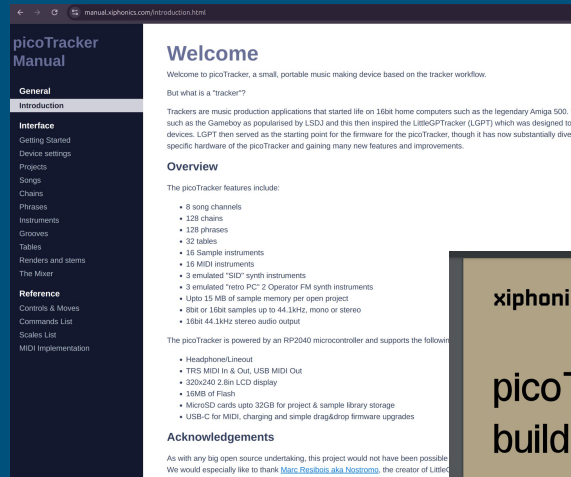 manual.xiphonics.com/introduction.html
picoTracker
Manual
General
Introduction
Interface
Getting Started
Device settings
Projects
Songs
Chains
Phrases
Instruments
Grooves
Tables
Renders and stems
The Mixer
Reference
Controls & Moves
Commands List
Scales List
MIDI Implementation
Welcome
Welcome to picoTracker, a small, portable music making device based on the tracker workflow.
But what is a "tracker"?
Trackers are music production applications that started life on 16bit home computers such as the legendary Amiga 500.
such as the Gameboy as popularised by LSDJ and this then inspired the LittleGPTracker (LGPT) which was designed to
devices. LGPT then served as the starting point for the firmware for the picoTracker, though it has now substantially dive
specific hardware of the picoTracker and gaining many new features and improvements.
Overview
The picoTracker features include:
• 8 song channels
• 128 chains
• 128 phrases
• 32 tables
• 16 Sample instruments
• 16 MIDI instruments
• 3 emulated "SID" synth instruments
• 3 emulated "retro PC" 2 Operator FM synth instruments
• Upto 15 MB of sample memory per open project
• 8bit or 16bit samples up to 44.1kHz, mono or stereo
• 16bit 44.1kHz stereo audio output
The picoTracker is powered by an RP2040 microcontroller and supports the followin
• Headphone/Lineout
• TRS MIDI In & Out, USB MIDI Out
• 320x240 2.8in LCD display
• 16MB of Flash
• MicroSD cards upto 32GB for project & sample library storage
• USB-C for MIDI, charging and simple drag&drop firmware upgrades
Acknowledgements
As with any big open source undertaking, this project would not have been possible
We would especially like to thank Marc Resibois aka Nostromo, the creator of LittleG
xiphoni
picoT
build